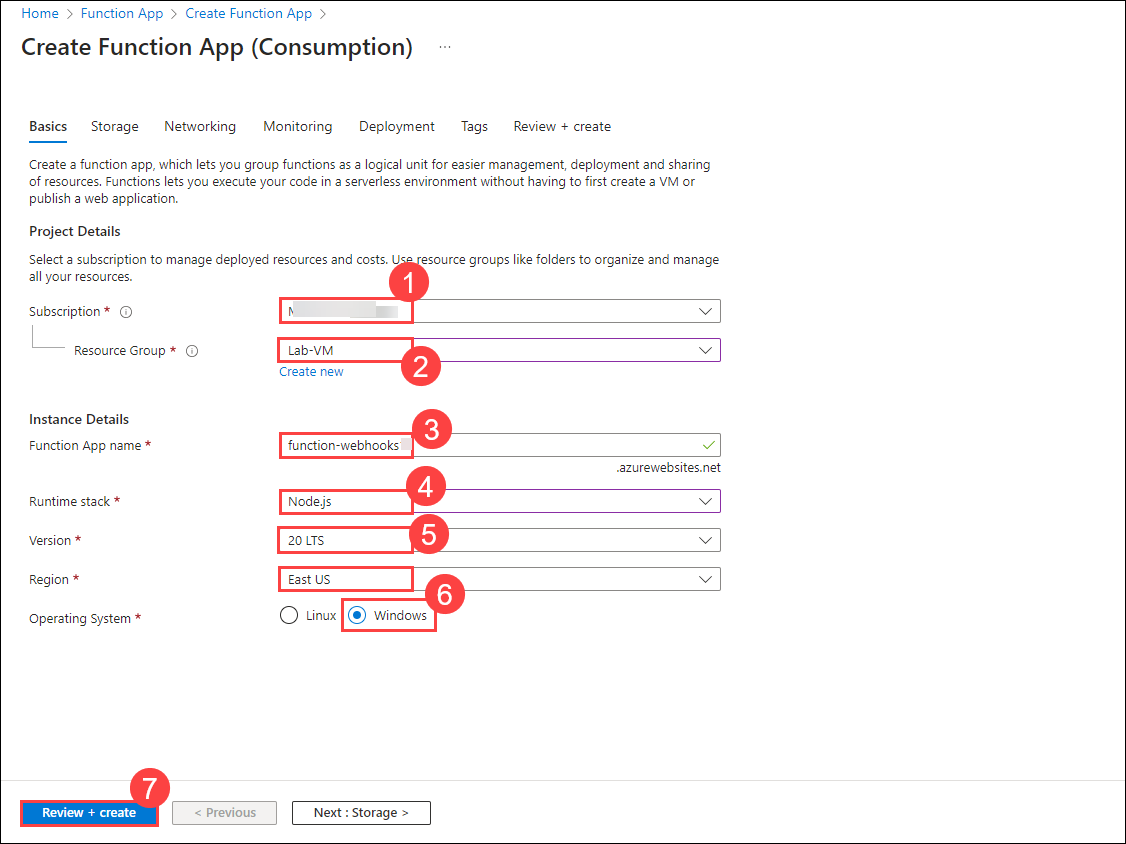 Home > Function App > Create Function App >
Create Function App (Consumption) ...
Basics Storage Networking Monitoring Deployment Tags Review + create
Create a function app, which lets you group functions as a logical unit for easier management, deployment and sharing
of resources. Functions lets you execute your code in a serverless environment without having to first create a VM or
publish a web application.
Project Details
Select a subscription to manage deployed resources and costs. Use resource groups like folders to organize and manage
all your resources.
1
Subscription *
Resource Group * Lab-VM
2
Create new
Instance Details
3
Function App name * function-webhooks
.azurewebsites.net
4
Runtime stack * Node.js
Version * 20 LTS 5
Region * East US
6
Operating System * Linux Windows
7
Review + create < Previous Next : Storage >